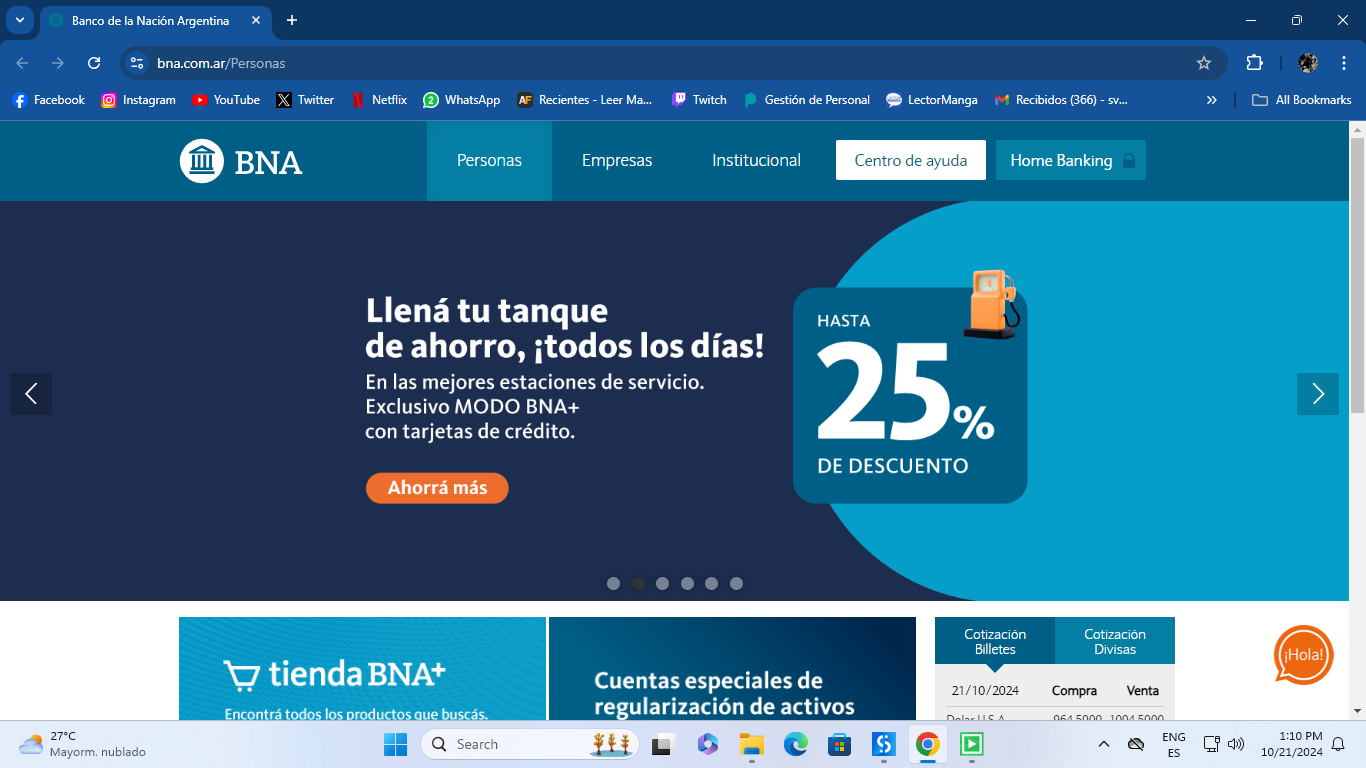 Banco de la Nación Argentina
bna.com.ar/Personas
Facebook Instagram YouTube Twitter Netflix WhatsApp Recientes - Leer Ma... Twitch Gestión de Personal LectorManga Recibidos (366) - sv... All Bookmarks
BNA Personas Empresas Institucional Centro de ayuda Home Banking
Llená tu tanque
de ahorro, ¡todos los días!
En las mejores estaciones de servicio.
Exclusivo MODO BNA+
con tarjetas de crédito.
Ahorrá más
HASTA
25%
DE DESCUENTO
tienda BNA+
Encontrá todos los productos que buscás.
Cuentas especiales de
regularización de activos
Cotización
Billetes
Cotización
Divisas
21/10/2024 Compra Venta
Dolar U.S.A 964.5000 1004.5000
¡Hola!
27°C
Mayorm. nublado
Search
ENG
ES
1:10 PM
10/21/2024